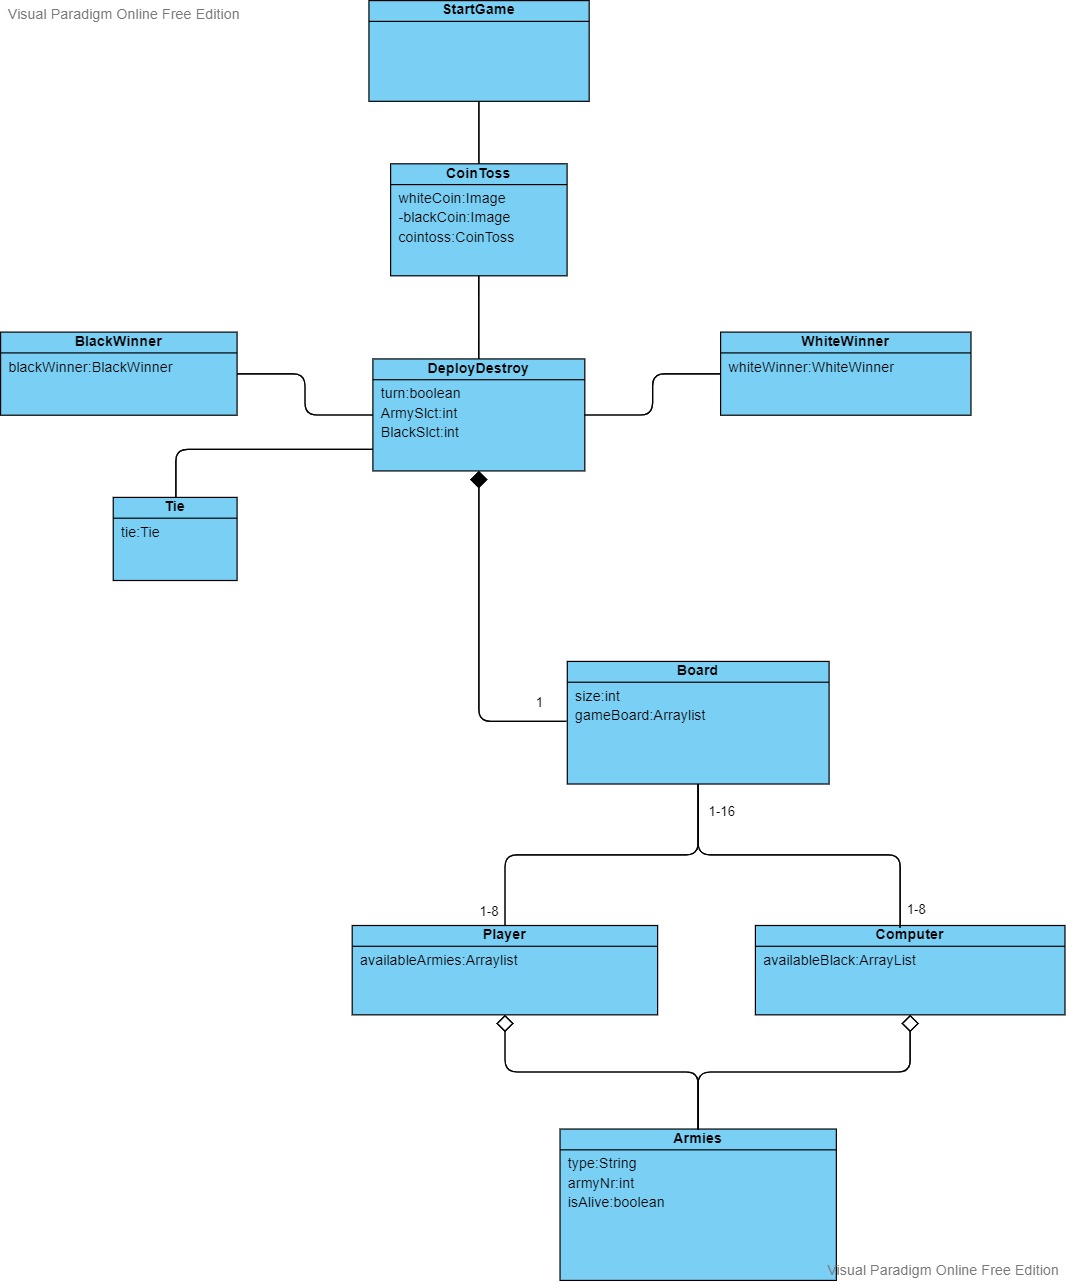 Visual Paradigm Online Free Edition
StartGame
CoinToss
whiteCoin:Image
-blackCoin:Image
cointoss:CoinToss
BlackWinner
blackWinner:BlackWinner
WhiteWinner
whiteWinner:WhiteWinner
DeployDestroy
turn:boolean
ArmySlct:int
BlackSlct:int
Tie
tie:Tie
1
Board
size:int
gameBoard:Arraylist
1-16
1-8
1-8
Player
availableArmies:Arraylist
Computer
availableBlack:ArrayList
Armies
type:String
armyNr:int
isAlive:boolean
Visual Paradigm Online Free Edition